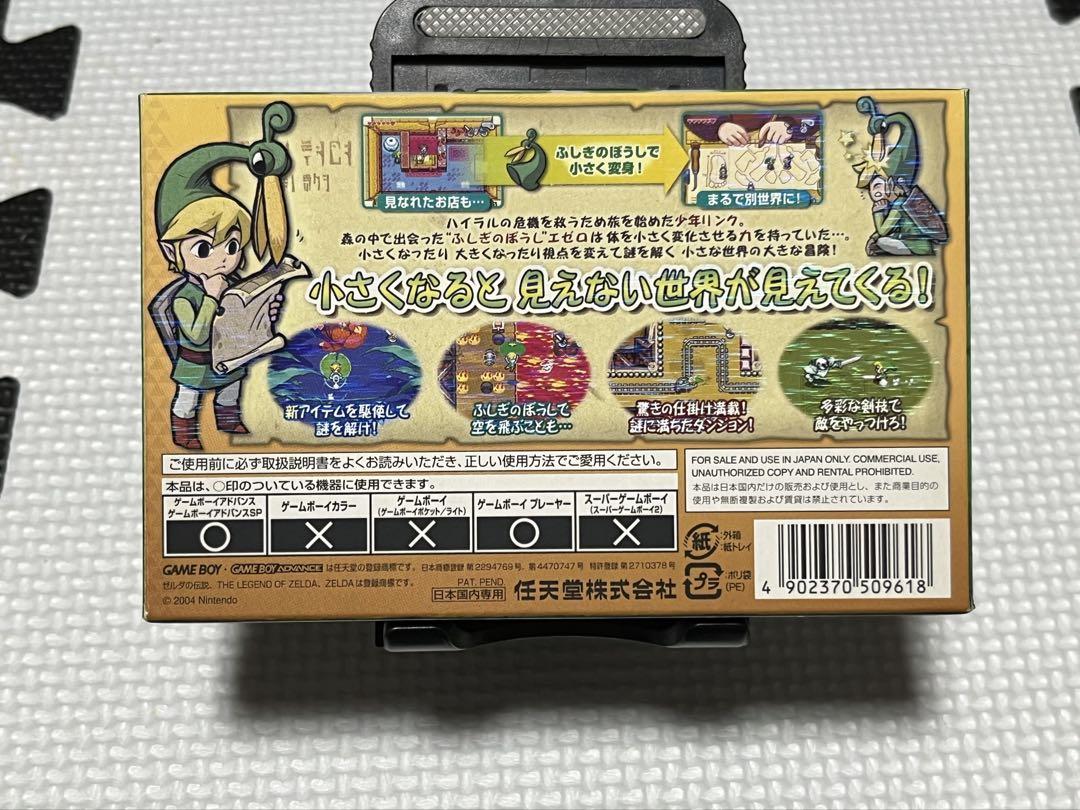 ふしぎのぼうしで
小さく変身!
見なれたお店も…
まるで別世界に!
ハイラルの危機を救うため旅を始めた少年リンク。
森の中で出会った"ふしぎのぼうし"エゼロは 体を小さく変化させる力を持っていた…。
小さくなったり 大きくなったり視点を変えて謎を解く 小さな世界の大きな冒険!
小さくなると 見えない世界が見えてくる!
新アイテムを駆使して
謎を解け!
ふしぎのぼうしで
空を飛ぶことも…
驚きの仕掛け満載!
謎に満ちたダンジョン!
多彩な剣技で
敵をやっつけろ!
ご使用前に必ず取扱説明書をよくお読みいただき、正しい使用方法でご愛用ください。
本品は、○印のついている機器に使用できます。
ゲームボーイアドバンス
ゲームボーイアドバンスSP
ゲームボーイカラー
ゲームボーイ
(ゲームボーイポケット/ライト)
ゲームボーイ プレーヤー
スーパーゲームボーイ
(スーパーゲームボーイ2)
○ × × ○ ×
FOR SALE AND USE IN JAPAN ONLY. COMMERCIAL USE,
UNAUTHORIZED COPY AND RENTAL PROHIBITED.
本品は日本国内だけの販売および使用とし、また商業目的の
使用や無断複製および賃貸は禁止されています。
紙
:外箱
:紙トレイ
プラ
:ポリ袋
(PE)
GAME BOY・GAME BOY ADVANCE は任天堂の登録商標です。 日本商標登録 第2294769号、第4470747号 特許登録 第2710378号
ゼルダの伝説、THE LEGEND OF ZELDA、ZELDAは登録商標です。
PAT. PEND.
© 2004 Nintendo
日本国内専用
任天堂株式会社
4 902370 509618